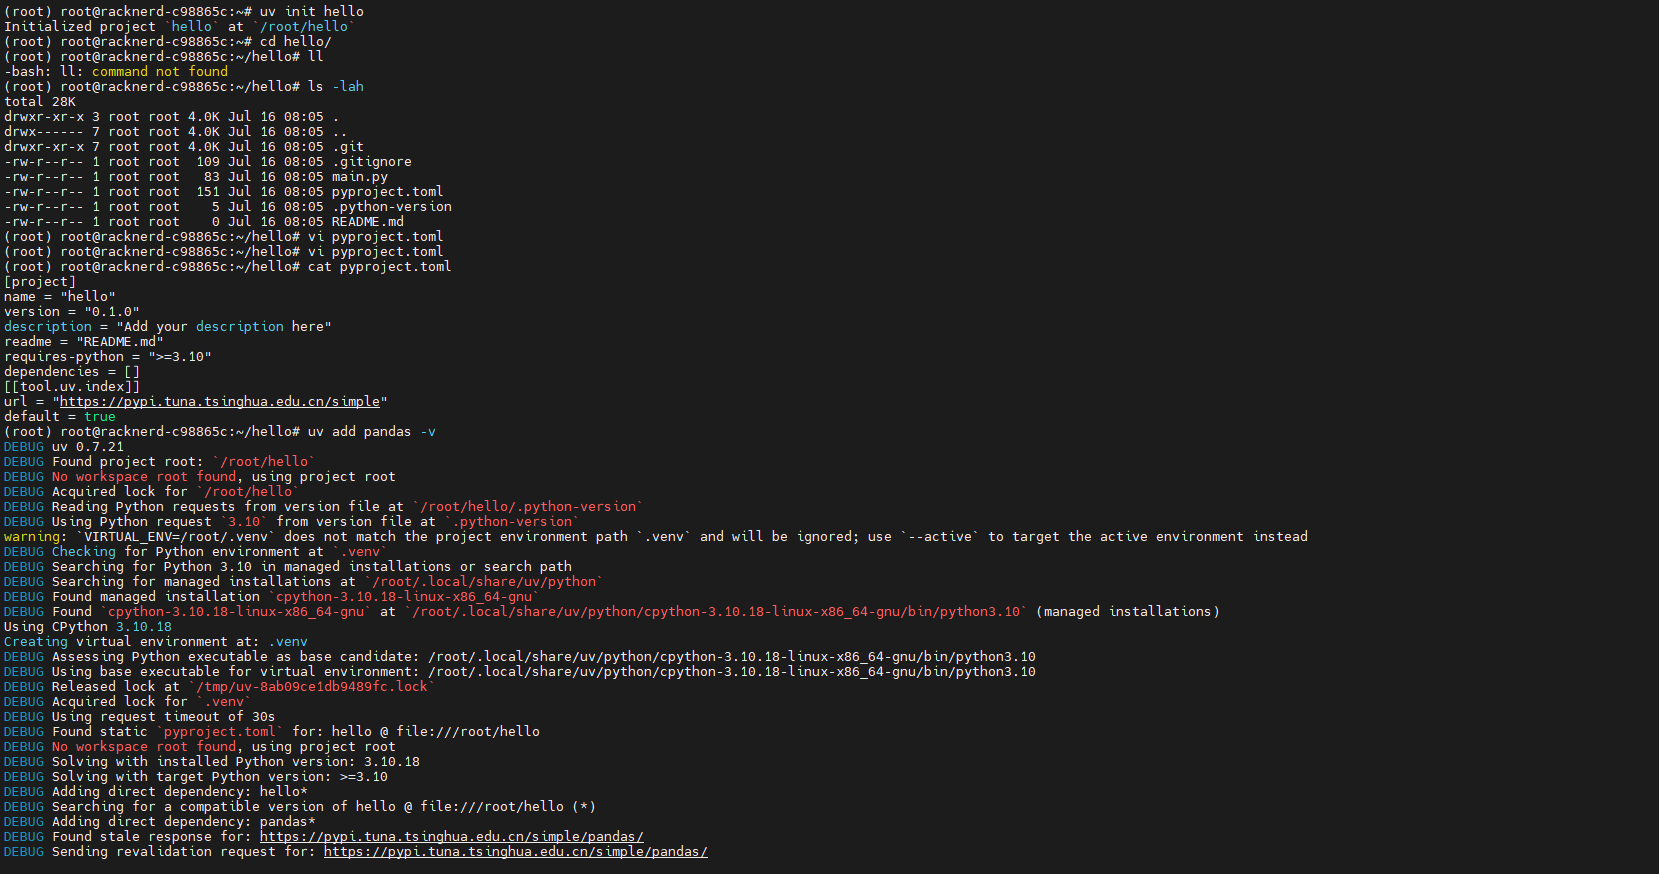 (root) root@racknerd-c98865c:~# uv init hello
Initialized project `hello` at `/root/hello`
(root) root@racknerd-c98865c:~# cd hello/
(root) root@racknerd-c98865c:~/hello# ll
-bash: ll: command not found
(root) root@racknerd-c98865c:~/hello# ls -lah
total 28K
drwxr-xr-x 3 root root 4.0K Jul 16 08:05 .
drwx------ 7 root root 4.0K Jul 16 08:05 ..
drwxr-xr-x 7 root root 4.0K Jul 16 08:05 .git
-rw-r--r-- 1 root root  109 Jul 16 08:05 .gitignore
-rw-r--r-- 1 root root   83 Jul 16 08:05 main.py
-rw-r--r-- 1 root root  151 Jul 16 08:05 pyproject.toml
-rw-r--r-- 1 root root    5 Jul 16 08:05 .python-version
-rw-r--r-- 1 root root    0 Jul 16 08:05 README.md
(root) root@racknerd-c98865c:~/hello# vi pyproject.toml
(root) root@racknerd-c98865c:~/hello# vi pyproject.toml
(root) root@racknerd-c98865c:~/hello# cat pyproject.toml
[project]
name = "hello"
version = "0.1.0"
description = "Add your description here"
readme = "README.md"
requires-python = ">=3.10"
dependencies = []
[[tool.uv.index]]
url = "https://pypi.tuna.tsinghua.edu.cn/simple"
default = true
(root) root@racknerd-c98865c:~/hello# uv add pandas -v
DEBUG uv 0.7.21
DEBUG Found project root: `/root/hello`
DEBUG No workspace root found, using project root
DEBUG Acquired lock for `/root/hello`
DEBUG Reading Python requests from version file at `/root/hello/.python-version`
DEBUG Using Python request `3.10` from version file at `.python-version`
warning: `VIRTUAL_ENV=/root/.venv` does not match the project environment path `.venv` and will be ignored; use `--active` to target the active environment instead
DEBUG Checking for Python environment at `.venv`
DEBUG Searching for Python 3.10 in managed installations or search path
DEBUG Searching for managed installations at `/root/.local/share/uv/python`
DEBUG Found managed installation `cpython-3.10.18-linux-x86_64-gnu`
DEBUG Found `cpython-3.10.18-linux-x86_64-gnu` at `/root/.local/share/uv/python/cpython-3.10.18-linux-x86_64-gnu/bin/python3.10` (managed installations)
Using CPython 3.10.18
Creating virtual environment at: .venv
DEBUG Assessing Python executable as base candidate: /root/.local/share/uv/python/cpython-3.10.18-linux-x86_64-gnu/bin/python3.10
DEBUG Using base executable for virtual environment: /root/.local/share/uv/python/cpython-3.10.18-linux-x86_64-gnu/bin/python3.10
DEBUG Released lock at `/tmp/uv-8ab09ce1db9489fc.lock`
DEBUG Acquired lock for `.venv`
DEBUG Using request timeout of 30s
DEBUG Found static `pyproject.toml` for: hello @ file:///root/hello
DEBUG No workspace root found, using project root
DEBUG Solving with installed Python version: 3.10.18
DEBUG Solving with target Python version: >=3.10
DEBUG Adding direct dependency: hello*
DEBUG Searching for a compatible version of hello @ file:///root/hello (*)
DEBUG Adding direct dependency: pandas*
DEBUG Found stale response for: https://pypi.tuna.tsinghua.edu.cn/simple/pandas/
DEBUG Sending revalidation request for: https://pypi.tuna.tsinghua.edu.cn/simple/pandas/